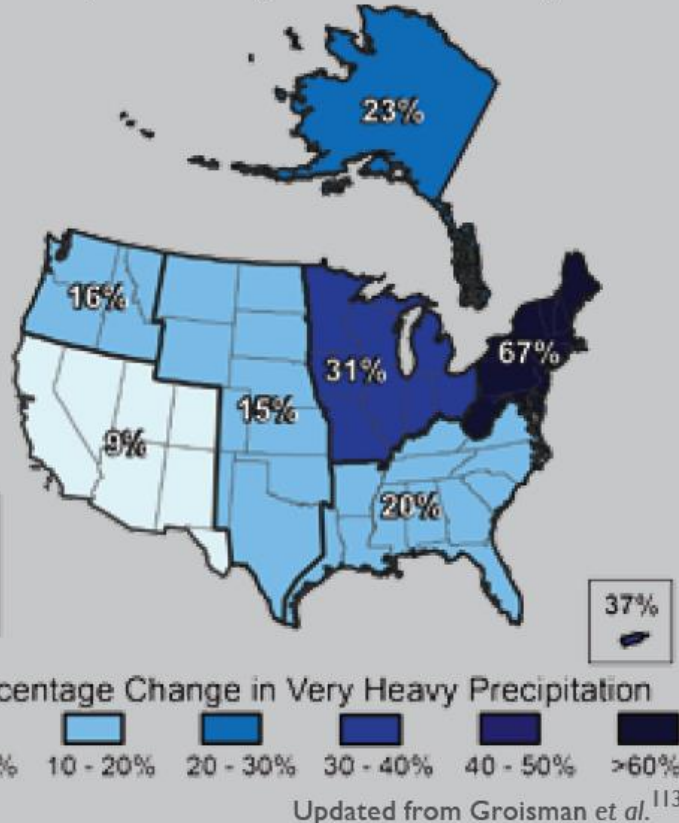 23%
16%
67%
31%
15%
9%
20%
37%
centage Change in Very Heavy Precipitation
% 10 - 20% 20 - 30% 30 - 40% 40 - 50% >60%
Updated from Groisman et al.113